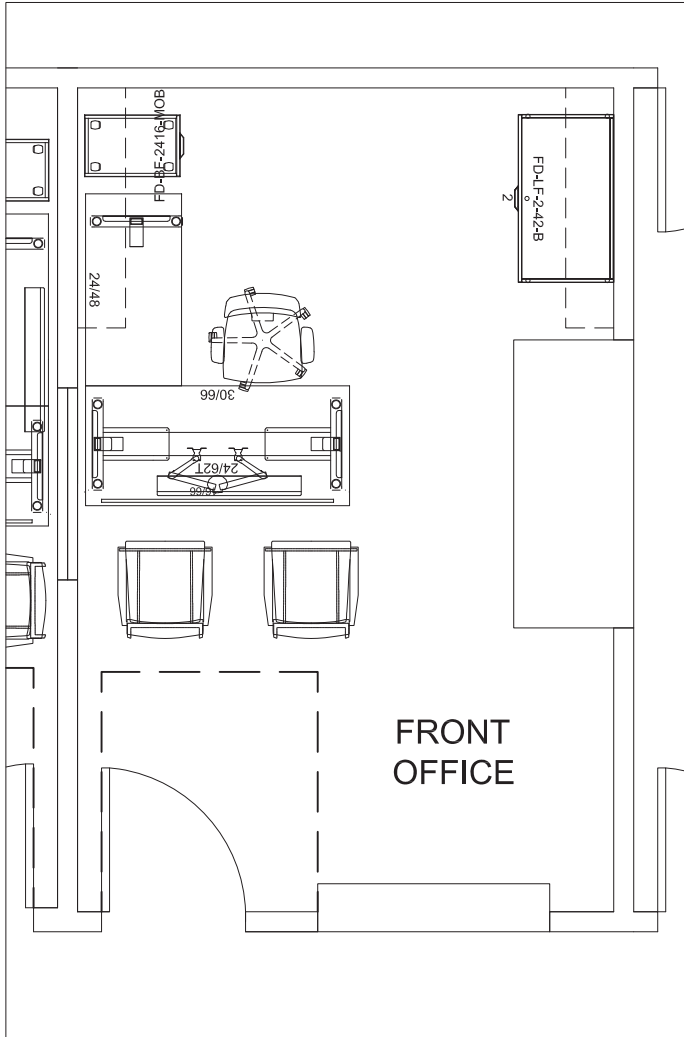 FD-BF-2416-MOB
FD-LF-2-42-B
2
24/48
30/66
24/62T
FRONT
OFFICE